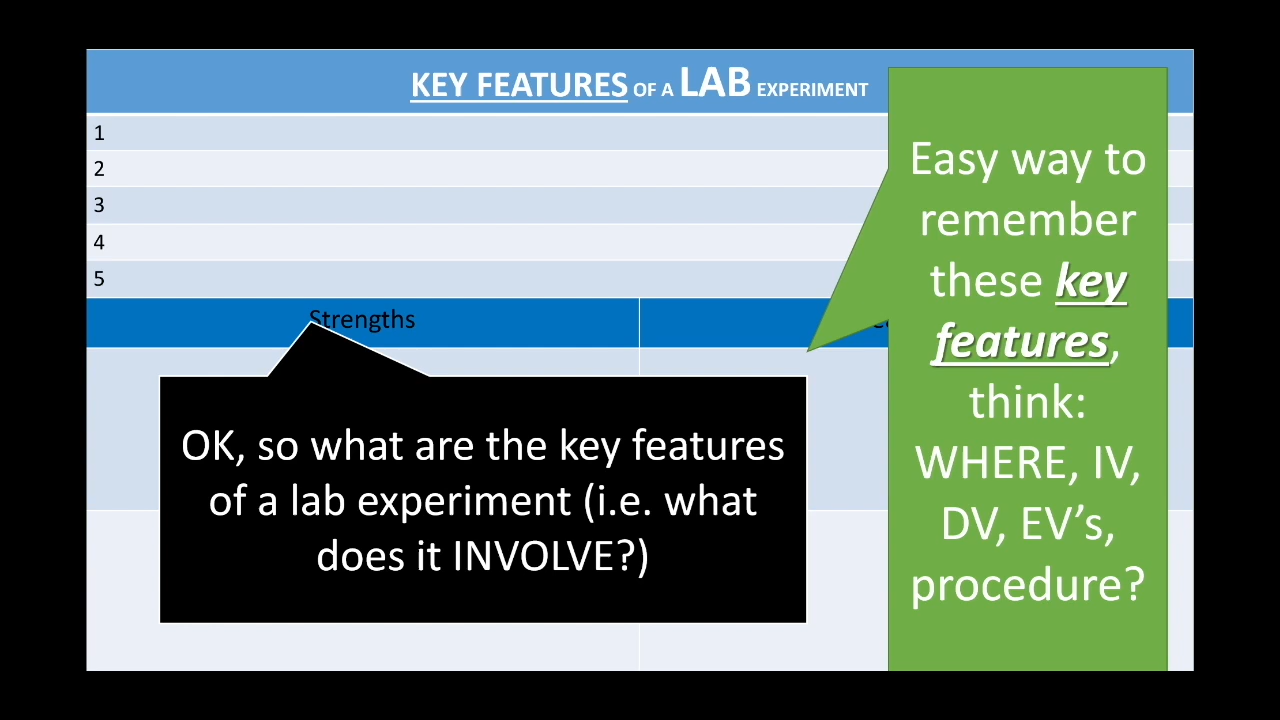 KEY FEATURES OF A LAB EXPERIMENT
1
2
3
4
5
Strengths
OK, so what are the key features
of a lab experiment (i.e. what
does it INVOLVE?)
Easy way to
remember
these key
features,
think:
WHERE, IV,
DV, EV’s,
procedure?